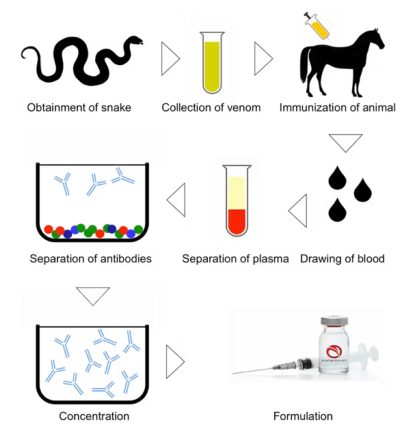 Obtainment of snake
Collection of venom
Immunization of animal
Separation of antibodies
Separation of plasma
Drawing of blood
Concentration
Formulation